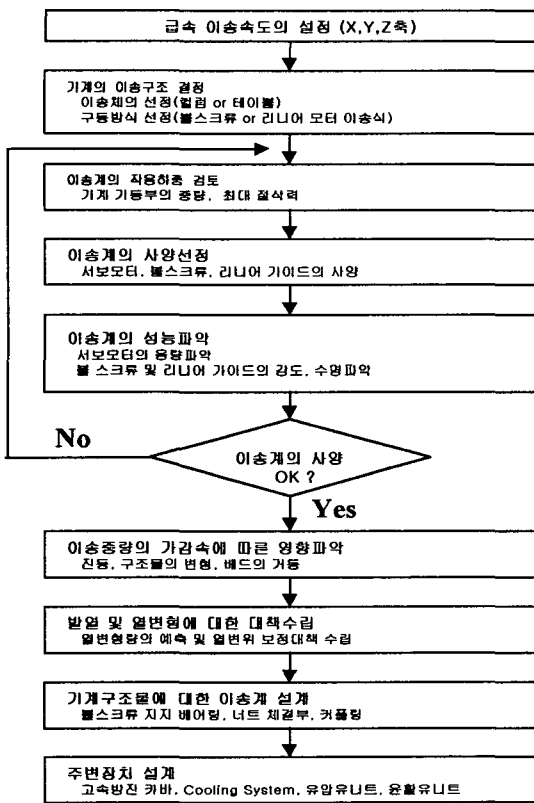 급속 이송속도의 설정 (X,Y,Z축)
기계의 이송구조 결정
이송체의 선정(컬럼 or 테이블)
구동방식 선정(볼스크류 or 리니어 모터 이송식)
이송계의 작용하중 검토
기계 기동부의 중량, 최대 절삭력
이송계의 사양선정
서보모터, 볼스크류, 리니어 가이드의 사양
이송계의 성능파악
서보모터의 용량파악
볼 스크류 및 리니어 가이드의 강도, 수명파악
No
이송계의 사양
OK ?
Yes
이송중량의 가감속에 따른 영향파악
진동, 구조물의 변형, 베드의 거동
발열 및 열변형에 대한 대책수립
열변형량의 예측 및 열변위 보정대책 수립
기계구조물에 대한 이송계 설계
볼스크류 지지 베어링, 너트 체결부, 커플링
주변장치 설계
고속방진 카바, Cooling System, 유압유니트, 윤활유니트